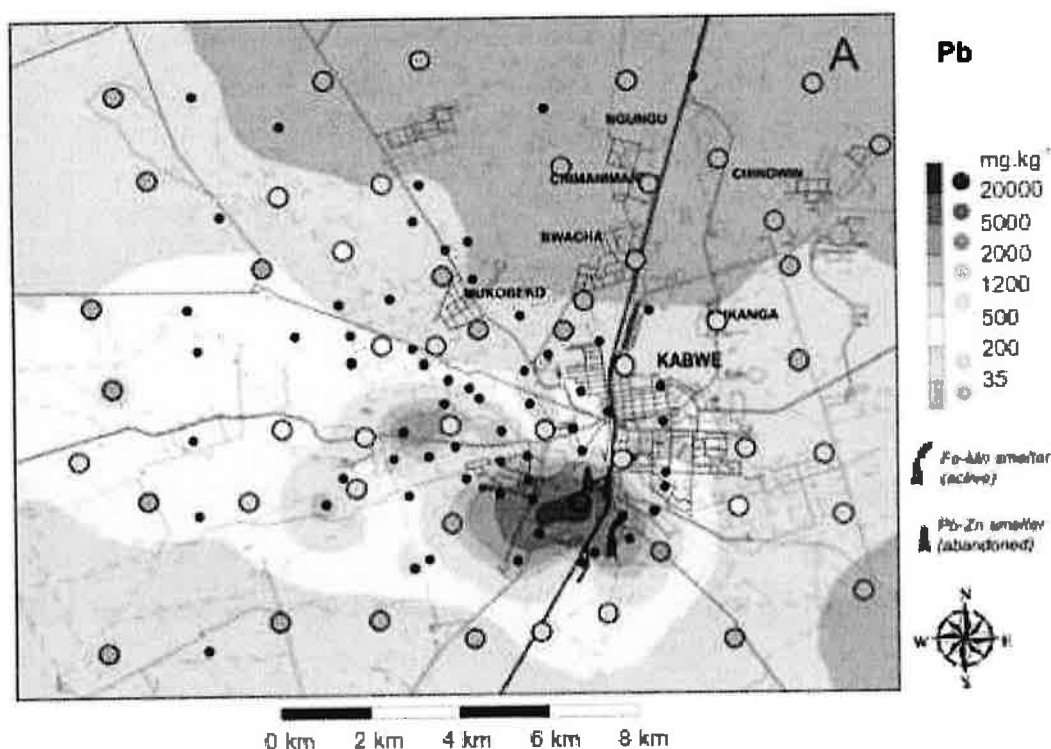 A
Pb
mg.kg⁻
20000
5000
2000
1200
500
200
35
NGUNGU
CHIMANIMANI
CHINDWIN
BWACHA
MUKOBEKO
KABWE
Fe-Mn smelter
(active)
Pb-Zn smelter
(abandoned)
N
W
E
S
0 km 2 km 4 km 6 km 8 km